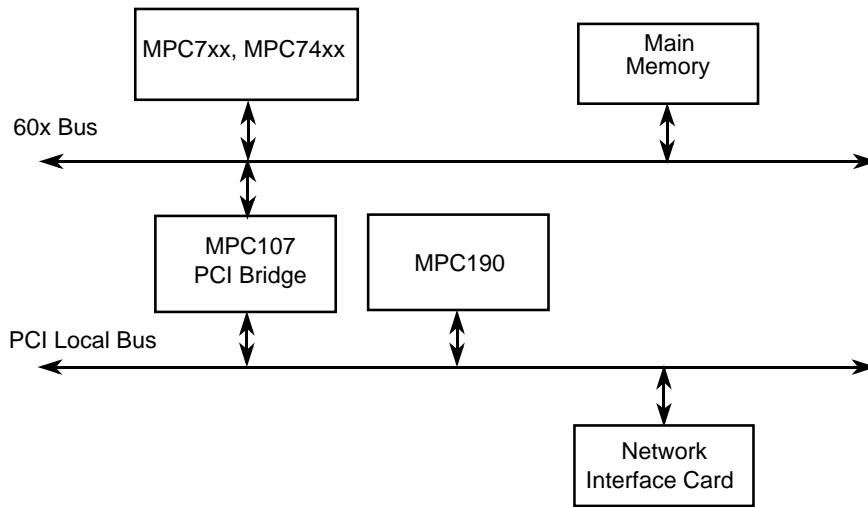 MPC7xx, MPC74xx
Main
Memory
60x Bus
MPC107
PCI Bridge
MPC190
PCI Local Bus
Network
Interface Card